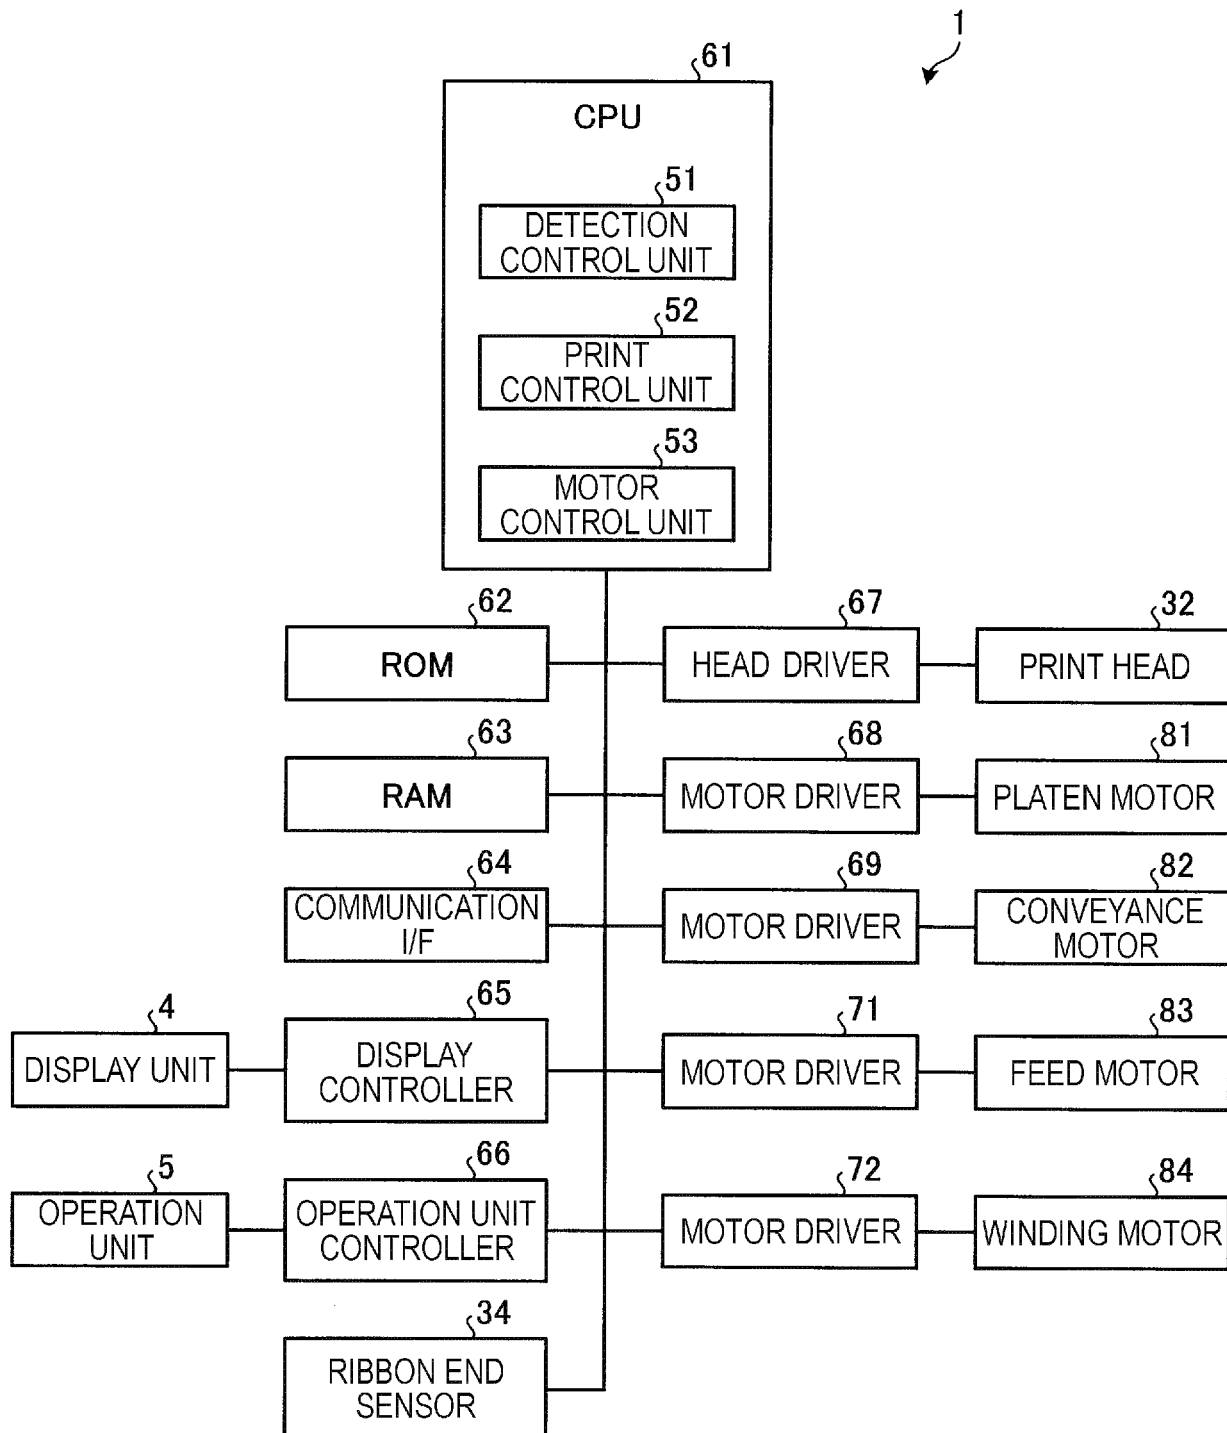 1
61
CPU
51
DETECTION
CONTROL UNIT
52
PRINT
CONTROL UNIT
53
MOTOR
CONTROL UNIT
62
ROM
67
HEAD DRIVER
32
PRINT HEAD
63
RAM
68
MOTOR DRIVER
81
PLATEN MOTOR
64
COMMUNICATION
I/F
69
MOTOR DRIVER
82
CONVEYANCE
MOTOR
4
DISPLAY UNIT
65
DISPLAY
CONTROLLER
71
MOTOR DRIVER
83
FEED MOTOR
5
OPERATION
UNIT
66
OPERATION UNIT
CONTROLLER
72
MOTOR DRIVER
84
WINDING MOTOR
34
RIBBON END
SENSOR